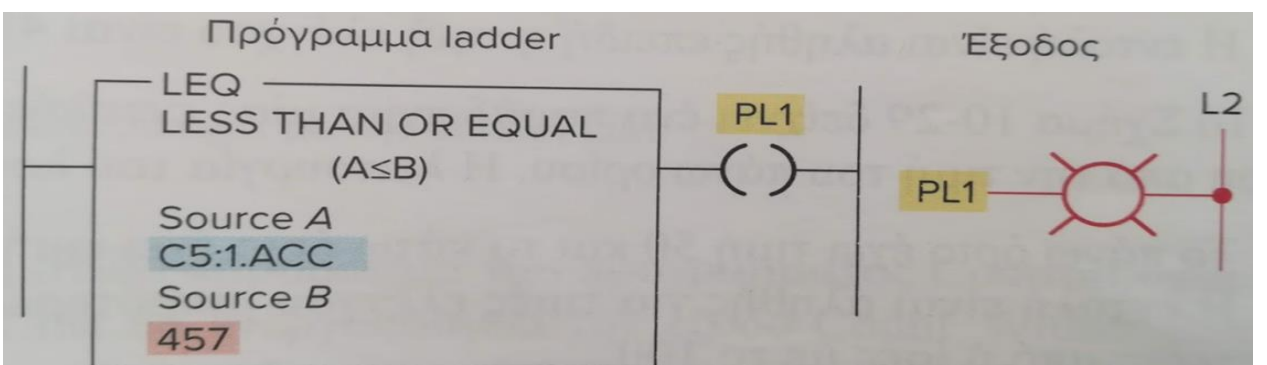 Πρόγραμμα ladder
LEQ
LESS THAN OR EQUAL
(A≤B)
Source A
C5:1.ACC
Source B
457
PL1
Έξοδος
L2
PL1